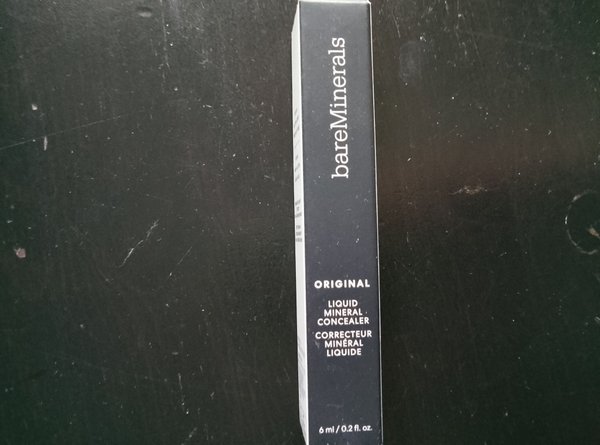 bareMinerals
ORIGINAL
LIQUID
MINERAL
CONCEALER
CORRECTEUR
MINÉRAL
LIQUIDE
6 ml / 0.2 fl. oz.